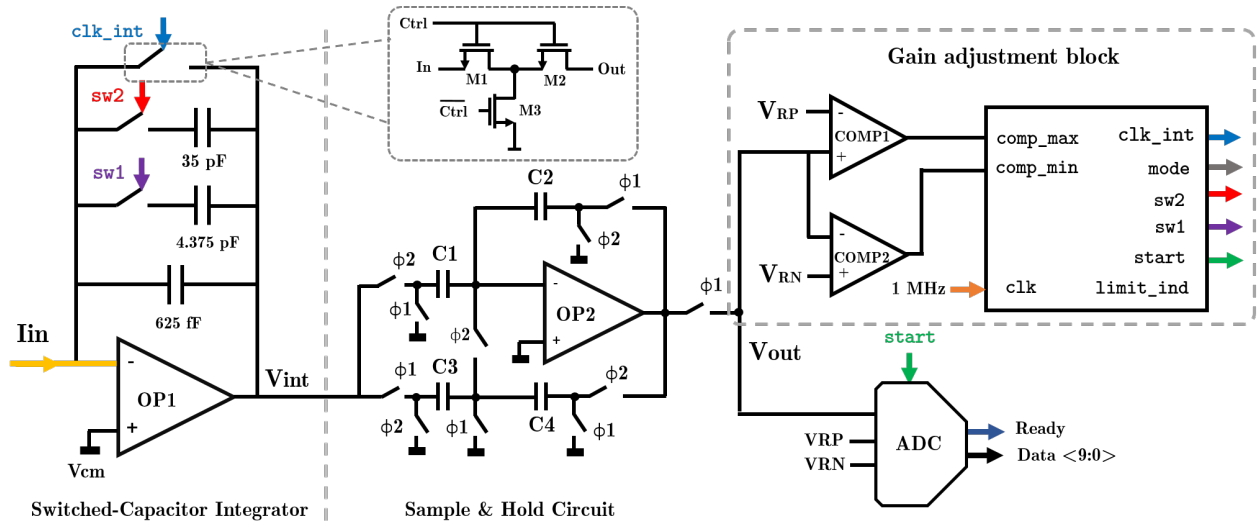 clk_int
sw2
35 pF
sw1
4.375 pF
625 fF
Iin
-
+
OP1
Vint
Vcm
Switched-Capacitor Integrator
Ctrl
In
M1
M2
Out
Ctrl
M3
C2
ϕ1
ϕ2
ϕ2
C1
ϕ1
-
+
OP2
ϕ2
ϕ1
C3
ϕ1
ϕ2
ϕ2
ϕ1
C4
ϕ1
Sample & Hold Circuit
Gain adjustment block
VRP
-
COMP1
+
-
COMP2
VRN
+
comp_max
comp_min
1 MHz
clk
clk_int
mode
sw2
sw1
start
limit_ind
Vout
start
VRP
VRN
ADC
Ready
Data <9:0>